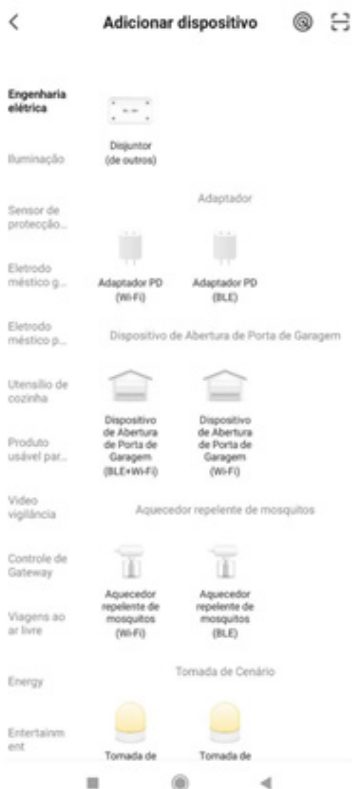 Adicionar dispositivo
Engenharia
elétrica
Iluminação
Sensor de
protecção...
Eletrodo
méstico g...
Eletrodo
méstico p...
Utensílio de
cozinha
Produto
usável par...
Video
vigilância
Controle de
Gateway
Viagens ao
ar livre
Energy
Entertainm
ent
Disjuntor
(de outros)
Adaptador
Adaptador PD
(Wi-Fi)
Adaptador PD
(BLE)
Dispositivo de Abertura de Porta de Garagem
Dispositivo
de Abertura
de Porta de
Garagem
(BLE+Wi-Fi)
Dispositivo
de Abertura
de Porta de
Garagem
(Wi-Fi)
Aquecedor repelente de mosquitos
Aquecedor
repelente de
mosquitos
(Wi-Fi)
Aquecedor
repelente de
mosquitos
(BLE)
Tomada de Cenário
Tomada de
Tomada de